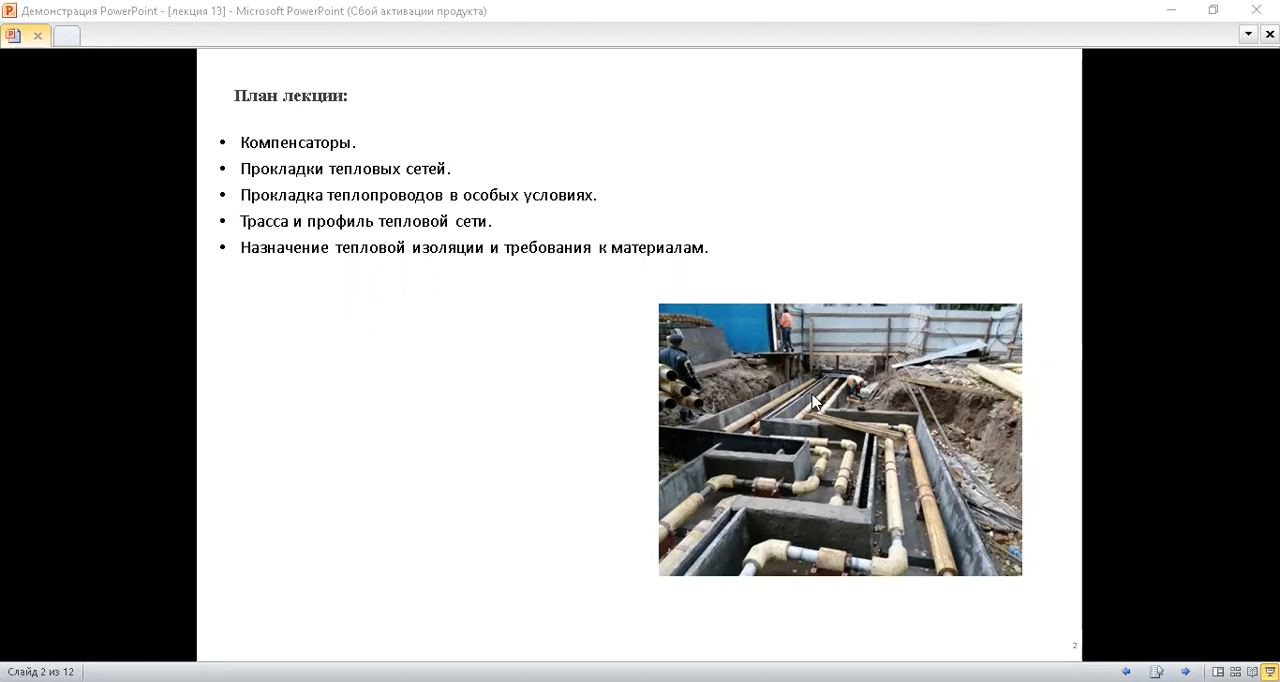 Демонстрация PowerPoint - [лекция 13] - Microsoft PowerPoint (Сбой активации продукта)
План лекции:
• Компенсаторы.
• Прокладки тепловых сетей.
• Прокладка теплопроводов в особых условиях.
• Трасса и профиль тепловой сети.
• Назначение тепловой изоляции и требования к материалам.
2
Слайд 2 из 12